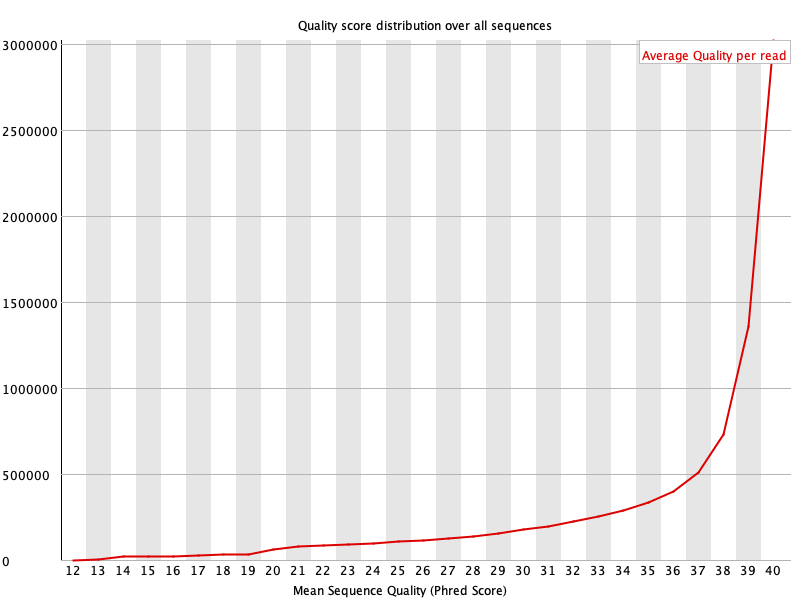 Quality score distribution over all sequences
Average Quality per read
3000000
2500000
2000000
1500000
1000000
500000
0
12 13 14 15 16 17 18 19 20 21 22 23 24 25 26 27 28 29 30 31 32 33 34 35 36 37 38 39 40
Mean Sequence Quality (Phred Score)